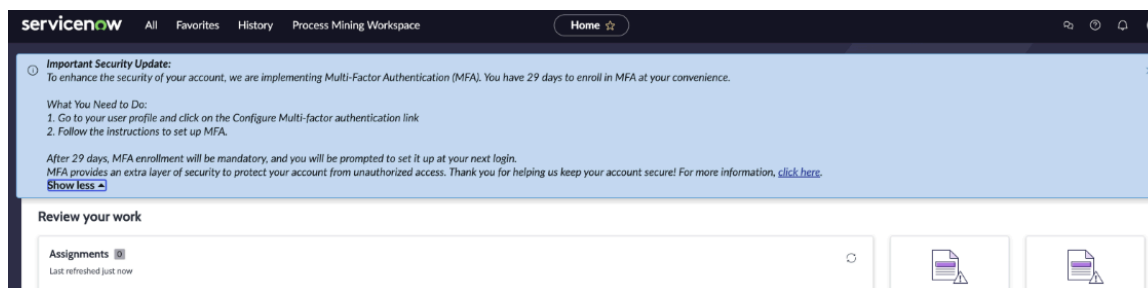 servicenow All Favorites History Process Mining Workspace Home
Important Security Update:
To enhance the security of your account, we are implementing Multi-Factor Authentication (MFA). You have 29 days to enroll in MFA at your convenience.
What You Need to Do:
1. Go to your user profile and click on the Configure Multi-factor authentication link
2. Follow the instructions to set up MFA.
After 29 days, MFA enrollment will be mandatory, and you will be prompted to set it up at your next login.
MFA provides an extra layer of security to protect your account from unauthorized access. Thank you for helping us keep your account secure! For more information, click here.
Show less
Review your work
Assignments 0
Last refreshed just now